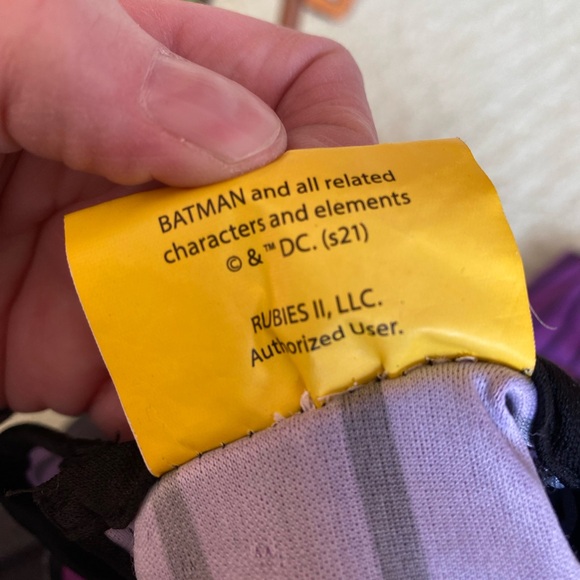 BATMAN and all related
characters and elements
© & ™ DC. (s21)
RUBIES II, LLC.
Authorized User.